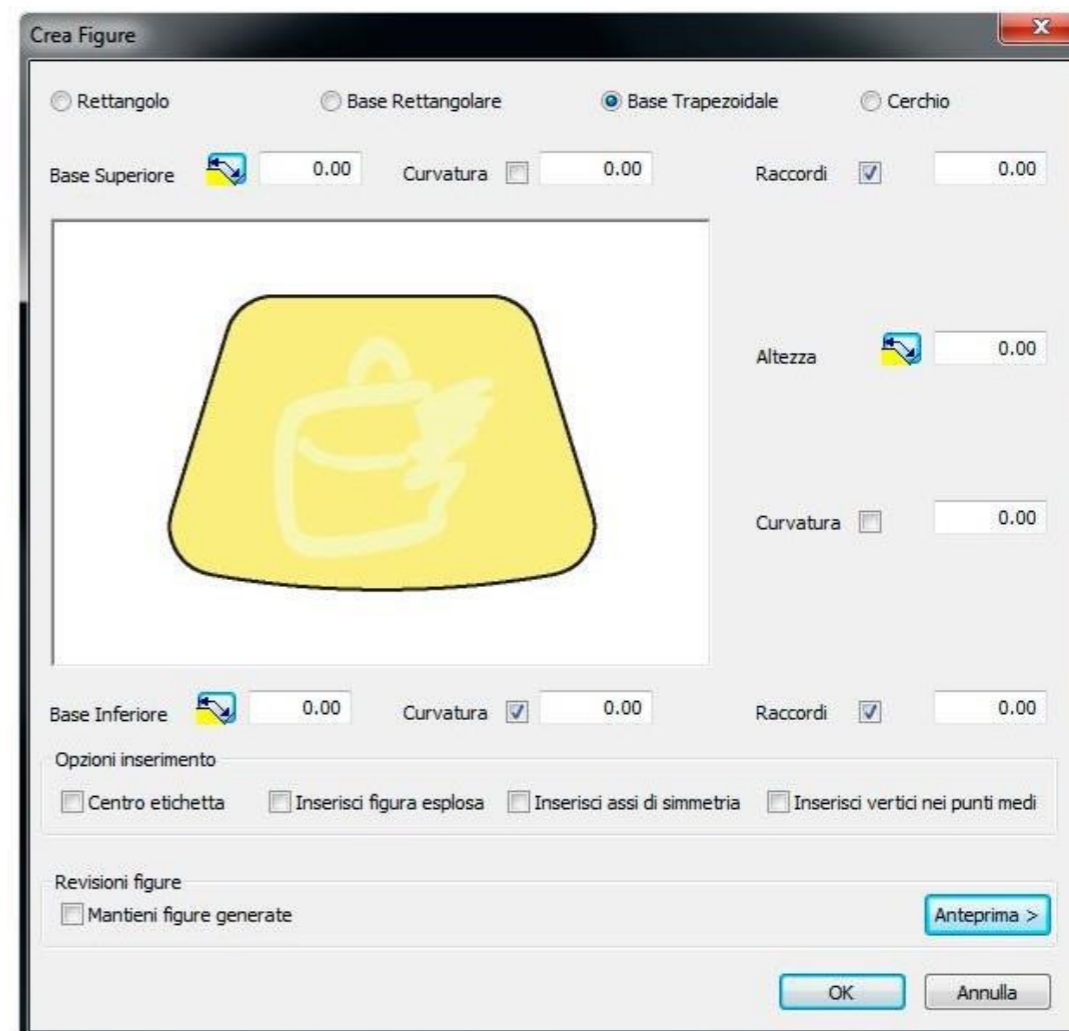 Crea Figure
Rettangolo Base Rettangolare Base Trapezoidale Cerchio
Base Superiore 0.00 Curvatura 0.00 Raccordi 0.00
Altezza 0.00
Curvatura 0.00
Base Inferiore 0.00 Curvatura 0.00 Raccordi 0.00
Opzioni inserimento
Centro etichetta Inserisci figura esplosa Inserisci assi di simmetria Inserisci vertici nei punti medi
Revisioni figure
Mantieni figure generate Anteprima >
OK Annulla